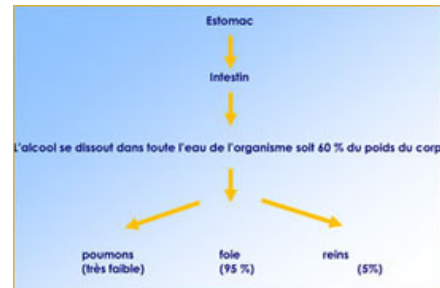 Estomac
Intestin
L'alcool se dissout dans toute l'eau de l'organisme soit 60 % du poids du corp
poumons foie reins
(très faible) (95 %) (5%)